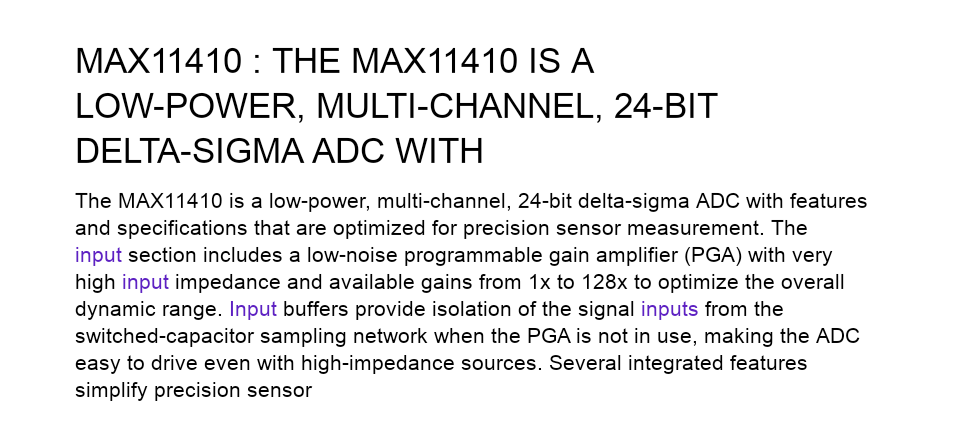 MAX11410 : THE MAX11410 IS A
LOW-POWER, MULTI-CHANNEL, 24-BIT
DELTA-SIGMA ADC WITH
The MAX11410 is a low-power, multi-channel, 24-bit delta-sigma ADC with features
and specifications that are optimized for precision sensor measurement. The
input section includes a low-noise programmable gain amplifier (PGA) with very
high input impedance and available gains from 1x to 128x to optimize the overall
dynamic range. Input buffers provide isolation of the signal inputs from the
switched-capacitor sampling network when the PGA is not in use, making the ADC
easy to drive even with high-impedance sources. Several integrated features
simplify precision sensor